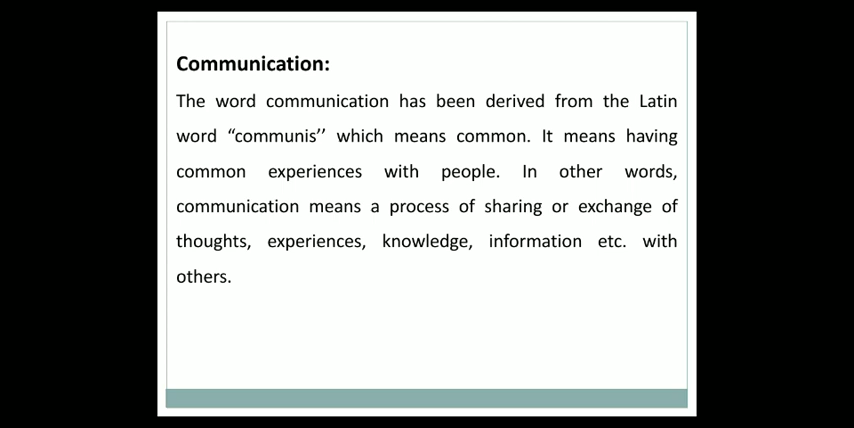 Communication:
The word communication has been derived from the Latin
word “communis’’ which means common. It means having
common experiences with people. In other words,
communication means a process of sharing or exchange of
thoughts, experiences, knowledge, information etc. with
others.